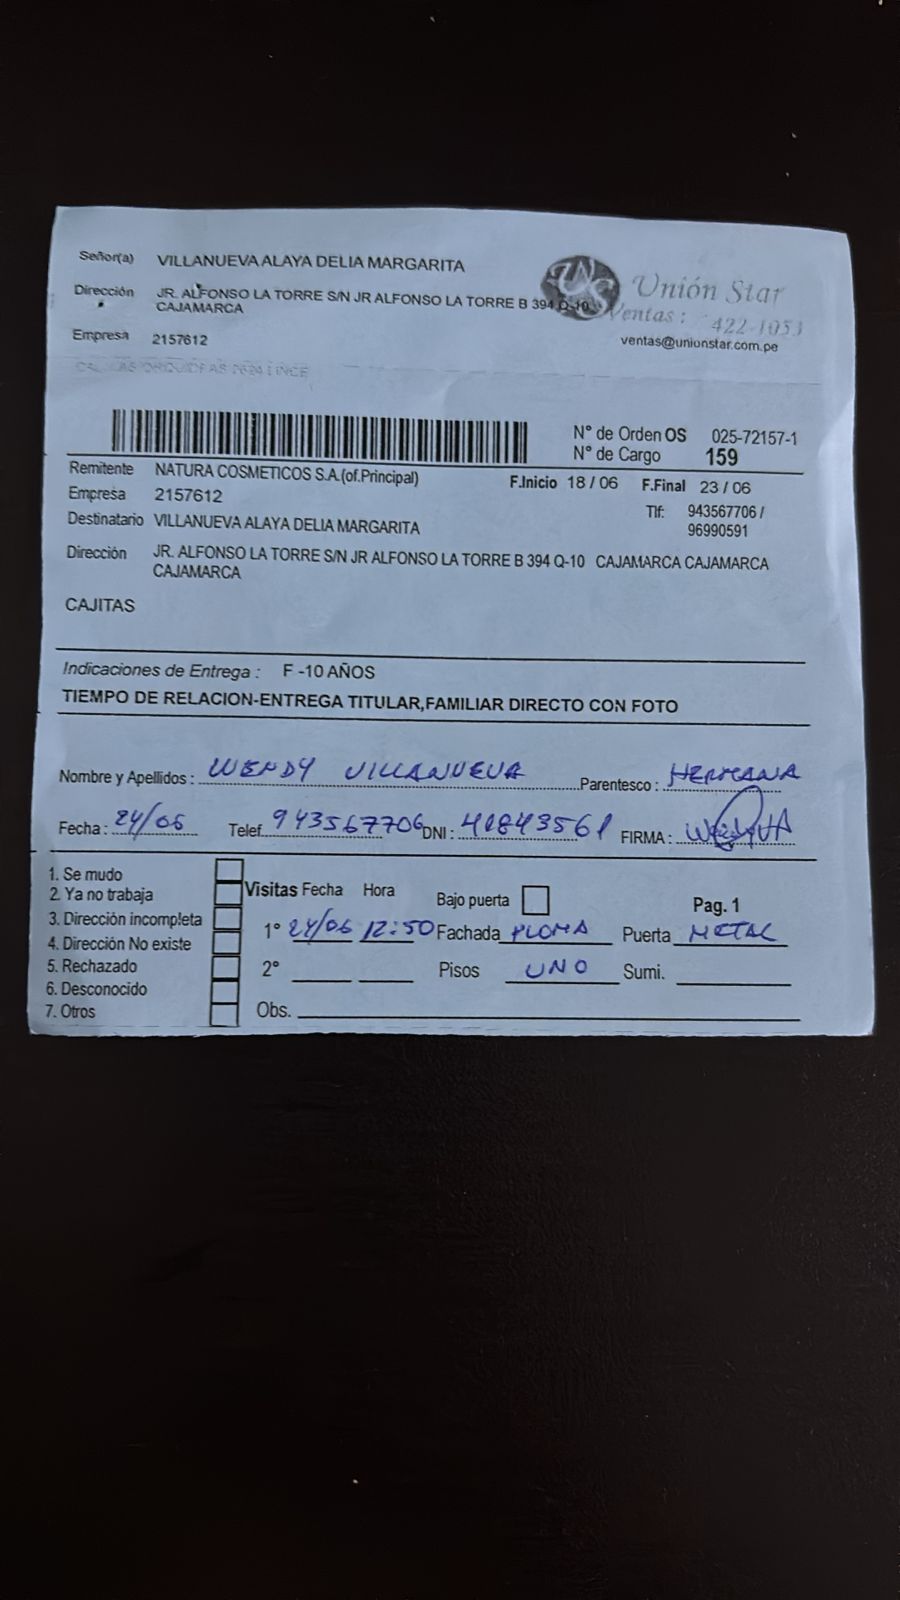 Señor(a) VILLANUEVA ALAYA DELIA MARGARITA
Unión Star
Dirección JR. ALFONSO LA TORRE S/N JR ALFONSO LA TORRE B 394 Q-10
CAJAMARCA
Ventas: 422-1053
Empresa 2157612
ventas@unionstar.com.pe
N° de Orden OS 025-72157-1
N° de Cargo 159
Remitente NATURA COSMETICOS S.A.(of.Principal)
F.Inicio 18 / 06 F.Final 23 / 06
Empresa 2157612
Tlf: 943567706 /
96990591
Destinatario VILLANUEVA ALAYA DELIA MARGARITA
Dirección JR. ALFONSO LA TORRE S/N JR ALFONSO LA TORRE B 394 Q-10 CAJAMARCA CAJAMARCA
CAJAMARCA
CAJITAS
Indicaciones de Entrega : F -10 AÑOS
TIEMPO DE RELACION-ENTREGA TITULAR,FAMILIAR DIRECTO CON FOTO
Nombre y Apellidos : WENDY VILLANUEVA Parentesco : HERMANA
Fecha : 24/06 Telef. 943567706 DNI : 40843561 FIRMA :
1. Se mudo
2. Ya no trabaja
3. Dirección incompleta
4. Dirección No existe
5. Rechazado
6. Desconocido
7. Otros
Visitas Fecha Hora Bajo puerta Pag. 1
1° 24/06 12:50 Fachada PLOMA Puerta METAL
2° Pisos UNO Sumi.
Obs.